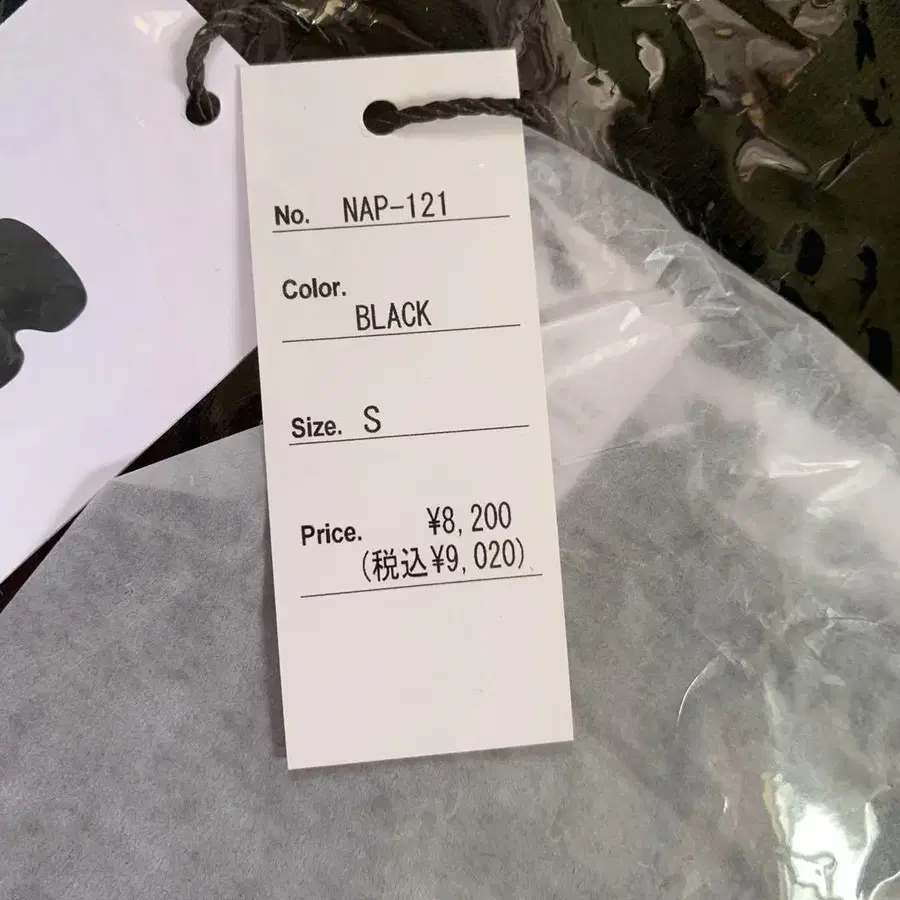 No. NAP-121
Color.
BLACK
Size. S
Price. ¥8,200
(税込¥9,020)